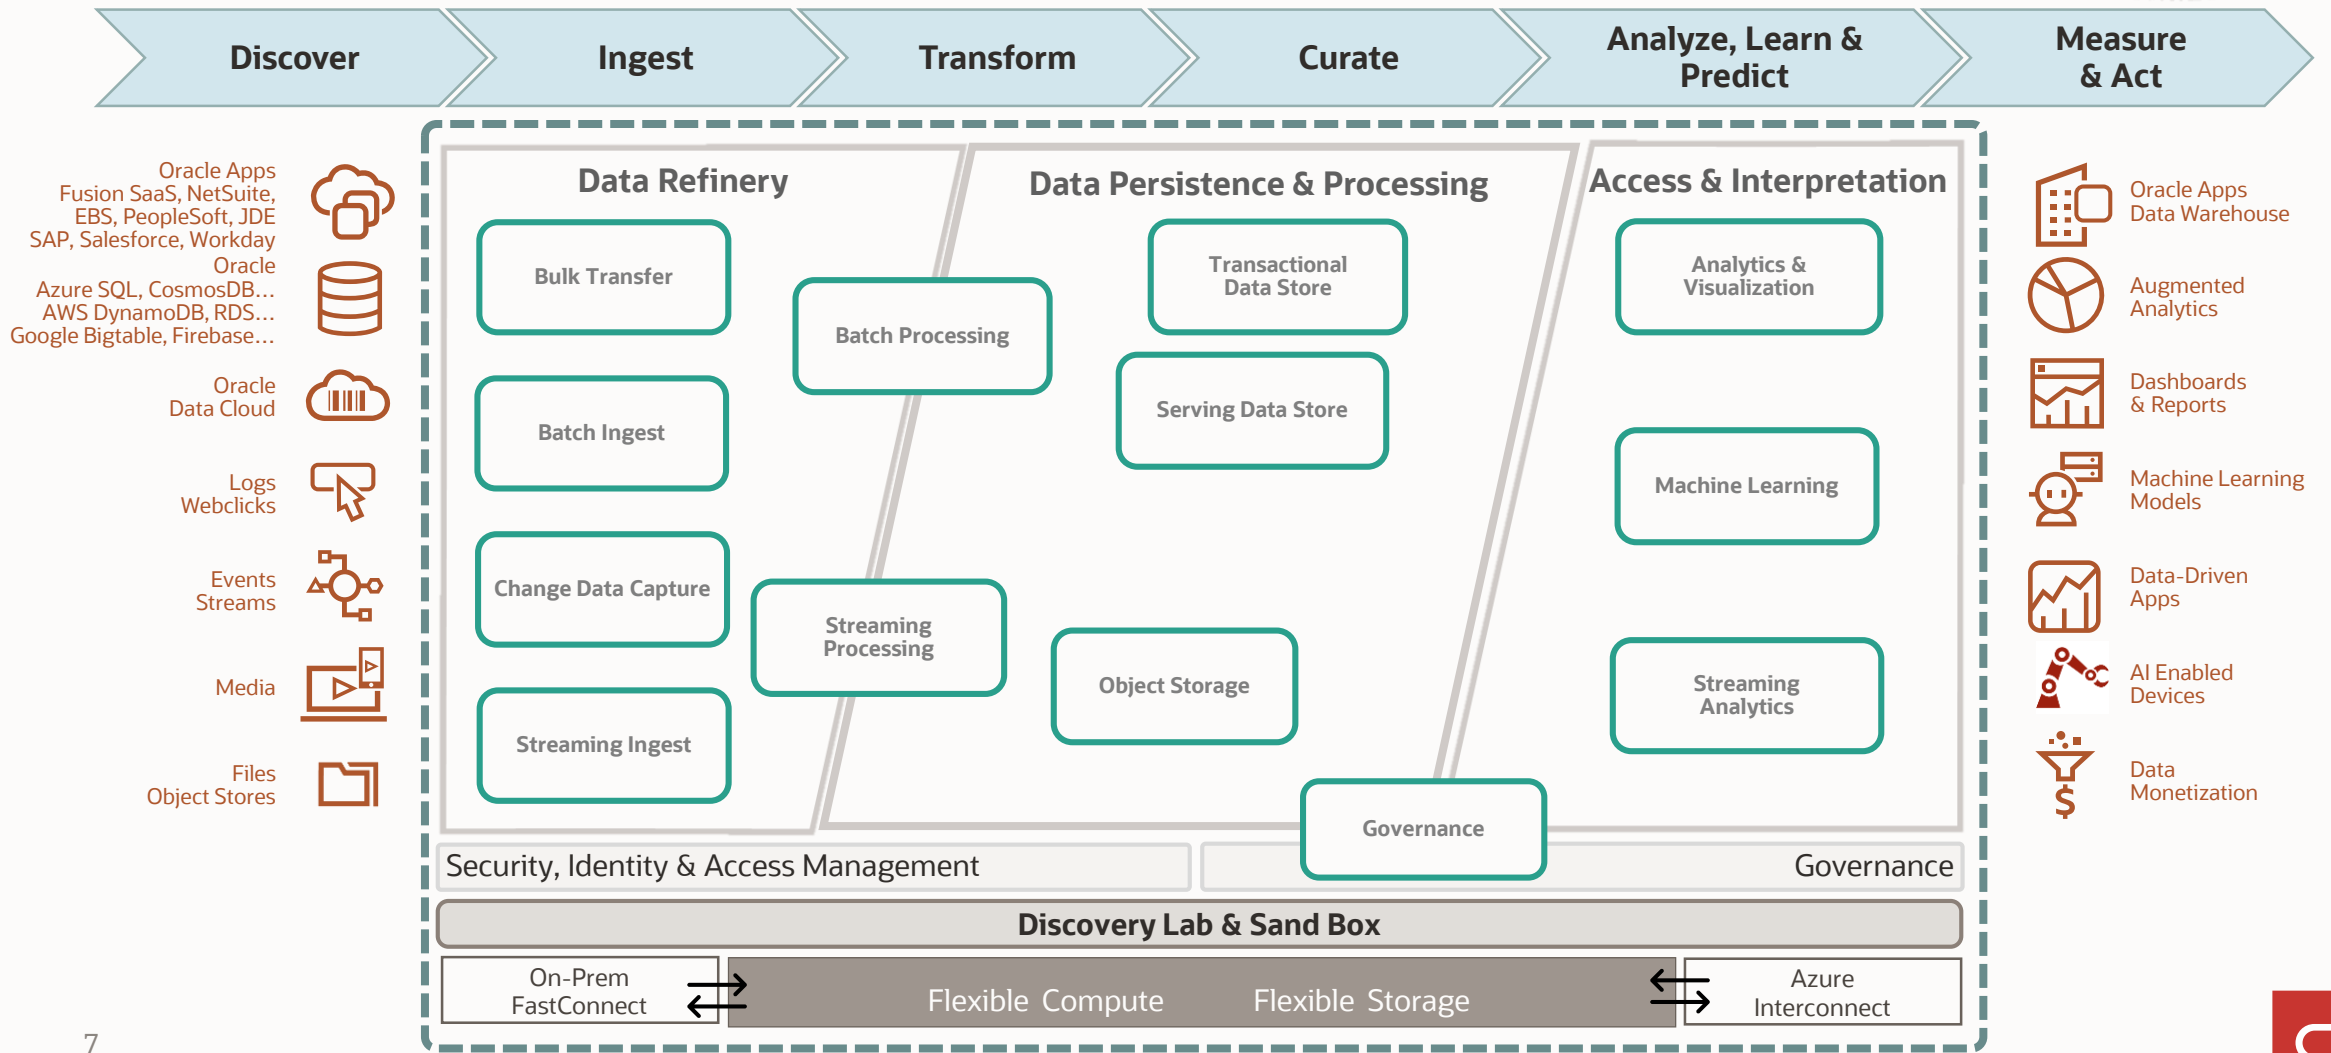 Discover
Ingest
Transform
Curate
Analyze, Learn &
Predict
Measure
& Act
Oracle Apps
Fusion SaaS, NetSuite,
EBS, PeopleSoft, JDE
SAP, Salesforce, Workday
Oracle
Azure SQL, CosmosDB...
AWS DynamoDB, RDS...
Google Bigtable, Firebase...
Oracle
Data Cloud
Logs
Webclicks
Events
Streams
Media
Files
Object Stores
Data Refinery
Bulk Transfer
Batch Ingest
Change Data Capture
Streaming Ingest
Batch Processing
Streaming
Processing
Data Persistence & Processing
Transactional
Data Store
Serving Data Store
Object Storage
Governance
Access & Interpretation
Analytics &
Visualization
Machine Learning
Streaming
Analytics
Oracle Apps
Data Warehouse
Augmented
Analytics
Dashboards
& Reports
Machine Learning
Models
Data-Driven
Apps
AI Enabled
Devices
$
Data
Monetization
Security, Identity & Access Management
Governance
Discovery Lab & Sand Box
On-Prem
FastConnect
Flexible Compute
Flexible Storage
Azure
Interconnect
7